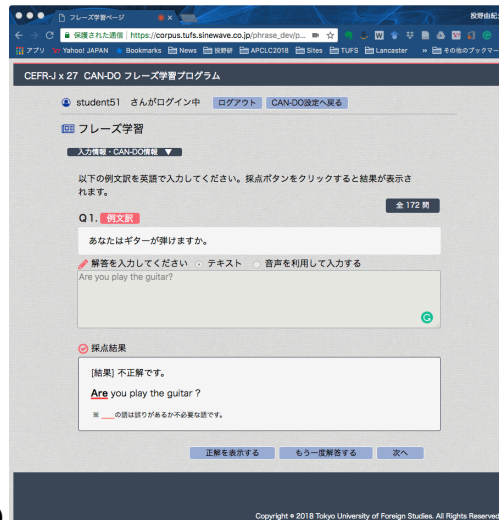 フレーズ学習ページ
投野由紀
保護された通信 | https://corpus.tufs.sinewave.co.jp/phrase_dev/p...
アプリ Yahoo! JAPAN Bookmarks News 投野研 APCLC2018 Sites TUFS Lancaster » その他のブックマー
CEFR-J x 27 CAN-DO フレーズ学習プログラム
student51 さんがログイン中 ログアウト CAN-DO設定へ戻る
フレーズ学習
入力情報・CAN-DO情報 ▼
以下の例文訳を英語で入力してください。採点ボタンをクリックすると結果が表示さ
れます。
全 172 問
Q 1. 例文訳
あなたはギターが弾けますか。
解答を入力してください テキスト 音声を利用して入力する
Are you play the guitar?
採点結果
[結果] 不正解です。
Are you play the guitar ?
※ __の語は誤りがあるか不必要な語です。
正解を表示する もう一度解答する 次へ
Copyright © 2018 Tokyo University of Foreign Studies. All Rights Reserved